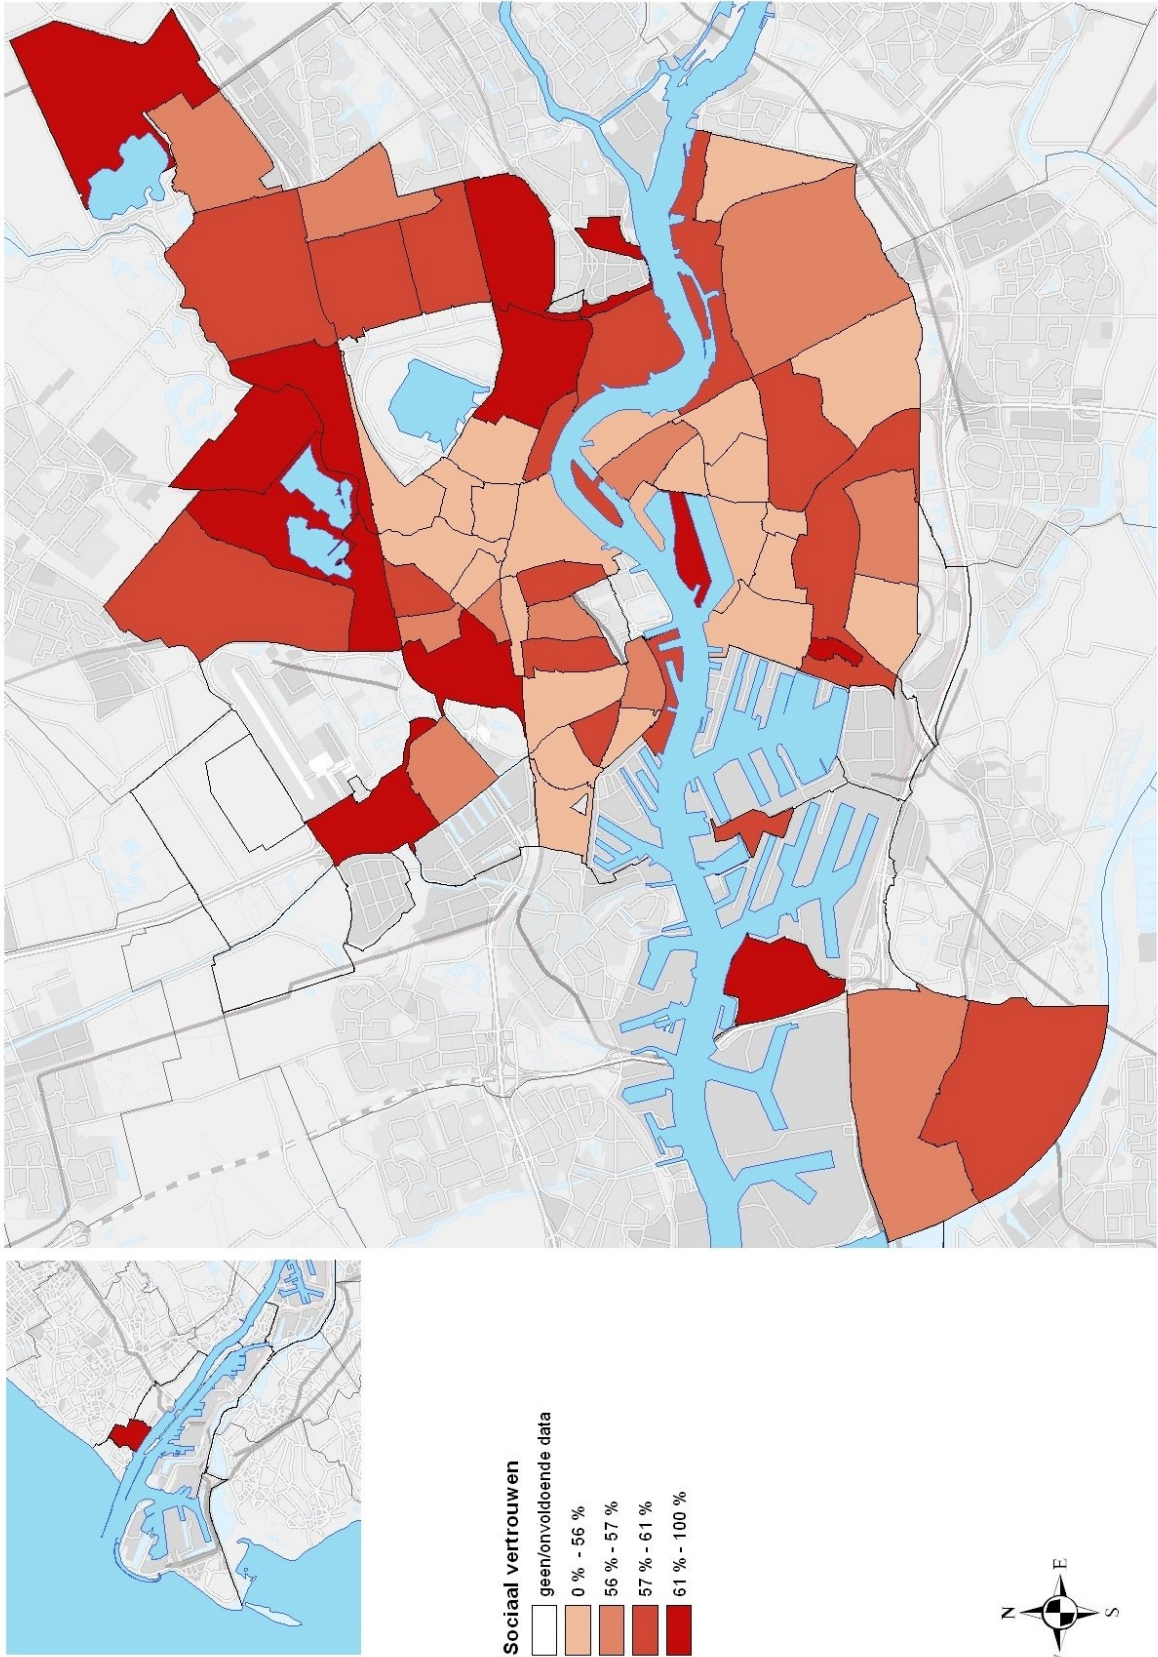 Sociaal vertrouwen
geen/onvoldoende data
0 % - 56 %
56 % - 57 %
57 % - 61 %
61 % - 100 %
N
E
S